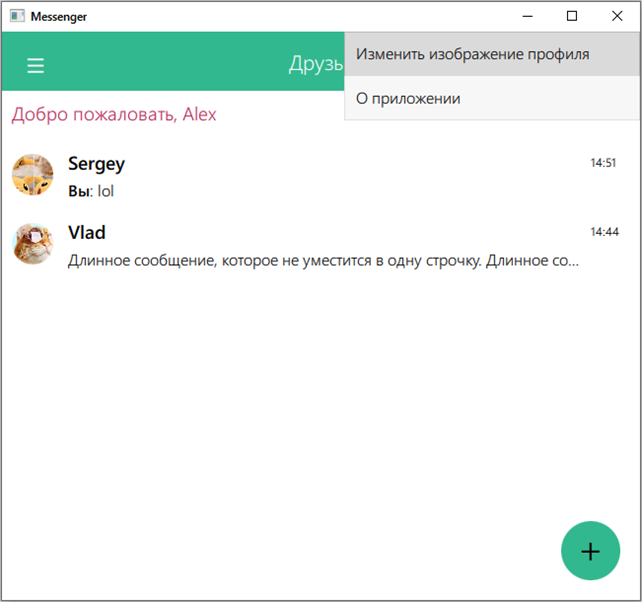 Messenger
Друзь
Изменить изображение профиля
О приложении
Добро пожаловать, Alex
Sergey
14:51
Вы: lol
Vlad
14:44
Длинное сообщение, которое не уместится в одну строчку. Длинное со...